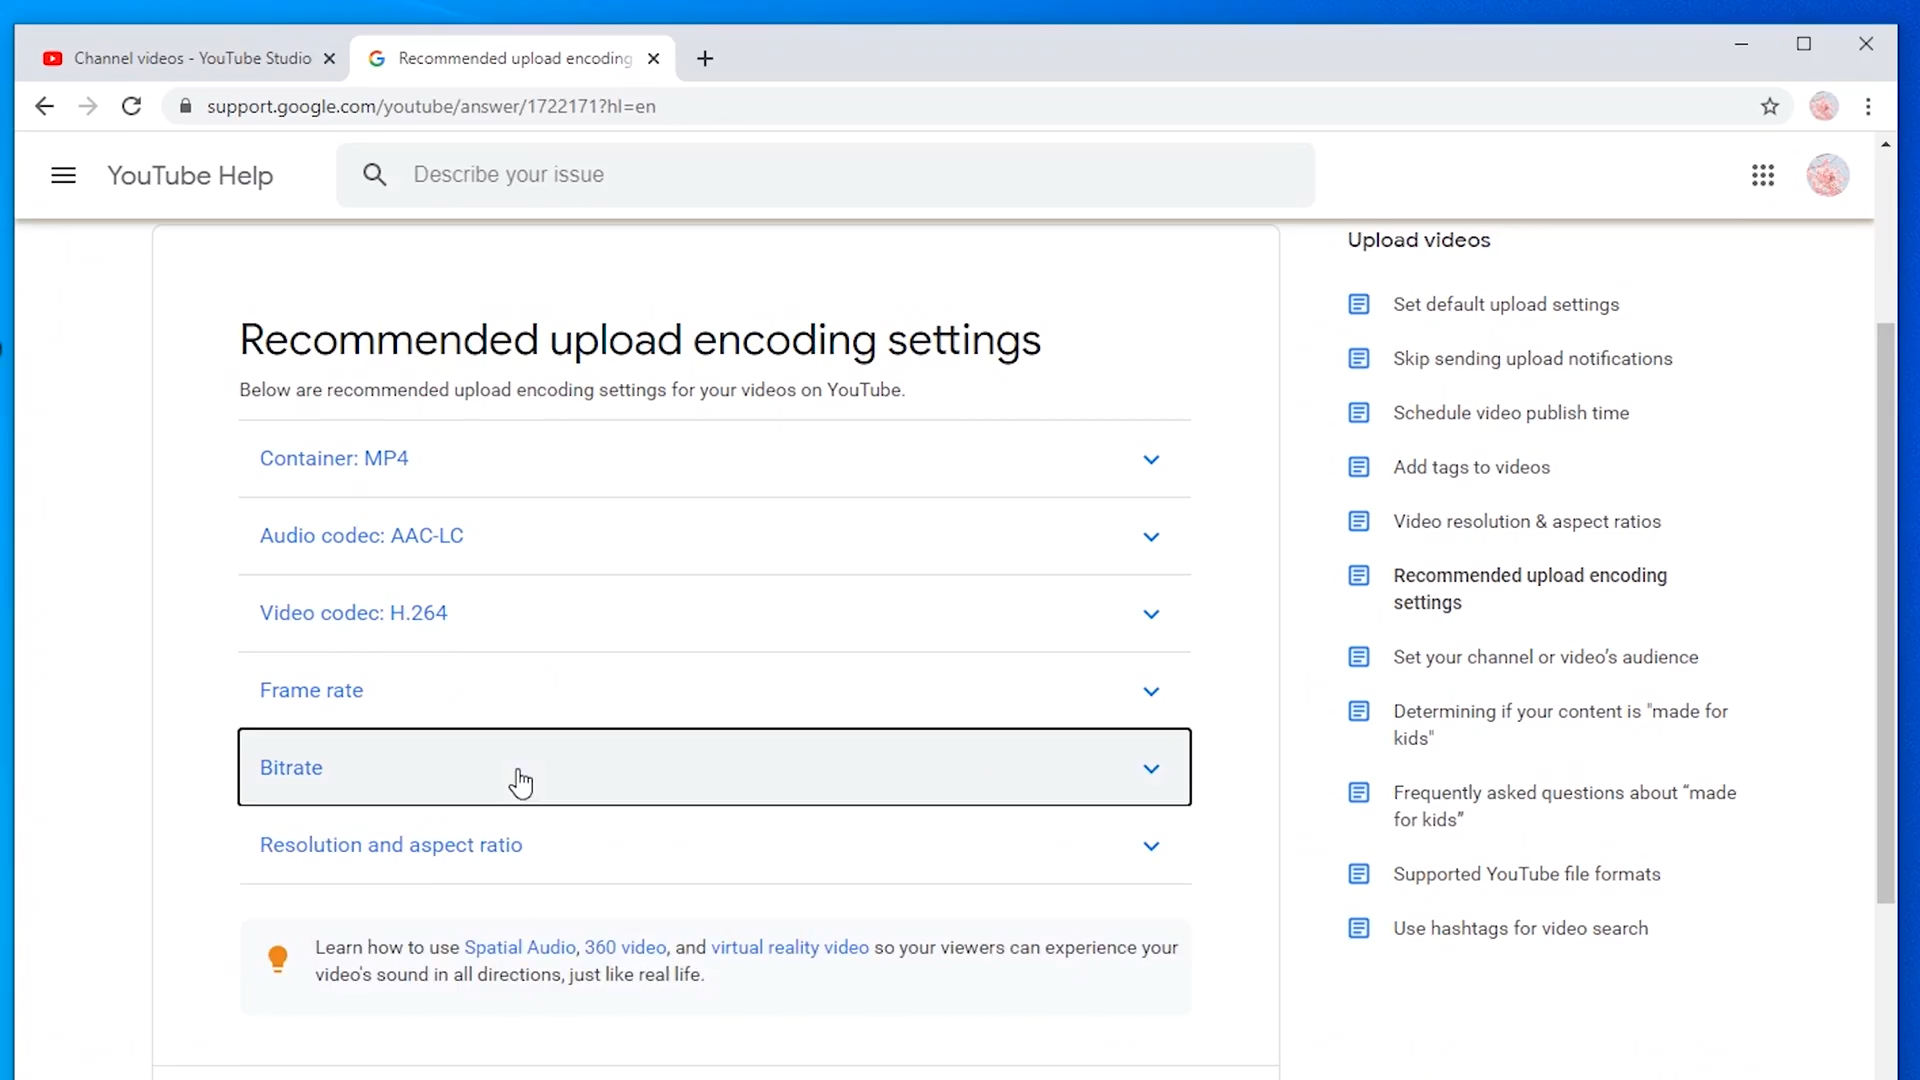 Channel videos - YouTube Studio
Recommended upload encoding
support.google.com/youtube/answer/1722171?hl=en
YouTube Help
Describe your issue
Recommended upload encoding settings
Below are recommended upload encoding settings for your videos on YouTube.
Container: MP4
Audio codec: AAC-LC
Video codec: H.264
Frame rate
Bitrate
Resolution and aspect ratio
Learn how to use Spatial Audio, 360 video, and virtual reality video so your viewers can experience your
video's sound in all directions, just like real life.
Upload videos
Set default upload settings
Skip sending upload notifications
Schedule video publish time
Add tags to videos
Video resolution & aspect ratios
Recommended upload encoding
settings
Set your channel or video’s audience
Determining if your content is "made for
kids"
Frequently asked questions about “made
for kids”
Supported YouTube file formats
Use hashtags for video search